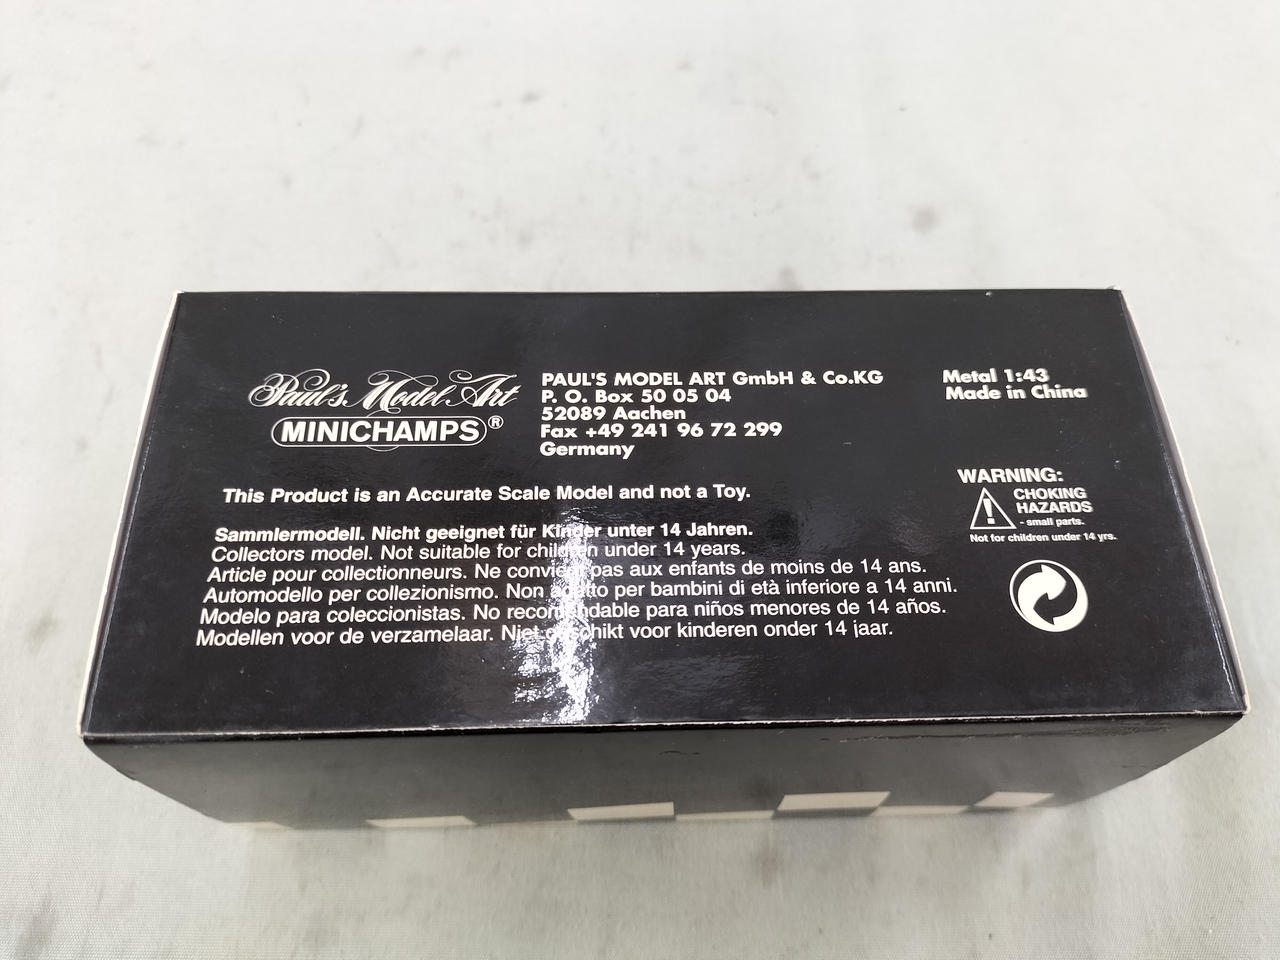 Paul's Model Art
MINICHAMPS®
PAUL'S MODEL ART GmbH & Co.KG
P. O. Box 50 05 04
52089 Aachen
Fax +49 241 96 72 299
Germany
Metal 1:43
Made in China
This Product is an Accurate Scale Model and not a Toy.
Sammlermodell. Nicht geeignet für Kinder unter 14 Jahren.
Collectors model. Not suitable for children under 14 years.
Article pour collectionneurs. Ne convient pas aux enfants de moins de 14 ans.
Automodello per collezionismo. Non adatto per bambini di età inferiore a 14 anni.
Modelo para coleccionistas. No recomendable para niños menores de 14 años.
Modellen voor de verzamelaar. Niet geschikt voor kinderen onder 14 jaar.
WARNING:
CHOKING
HAZARDS
- small parts.
Not for children under 14 yrs.